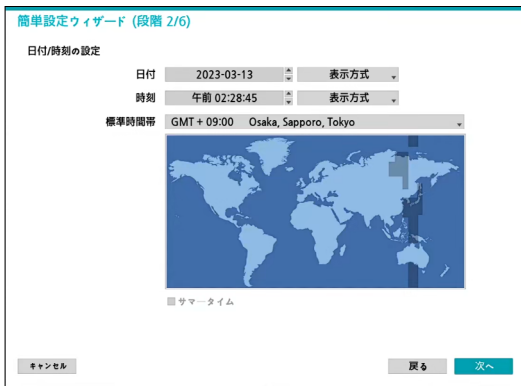 簡単設定ウィザード (段階 2/6)
日付/時刻の設定
日付 2023-03-13 表示方式
時刻 午前 02:28:45 表示方式
標準時間帯 GMT + 09:00 Osaka, Sapporo, Tokyo
サマータイム
キャンセル 戻る 次へ